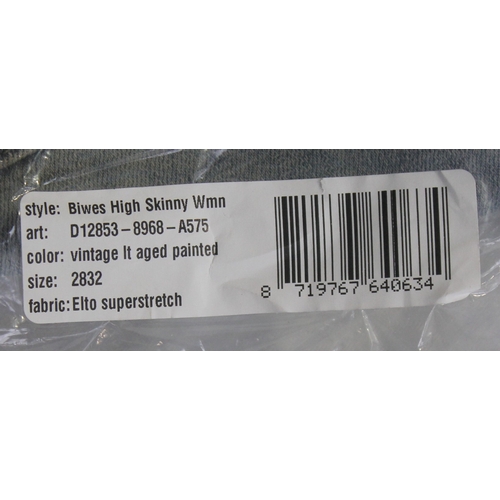 style: Biwes High Skinny Wmn
art: D12853-8968-A575
color: vintage lt aged painted
size: 2832
fabric: Elto superstretch
8 719767 640634